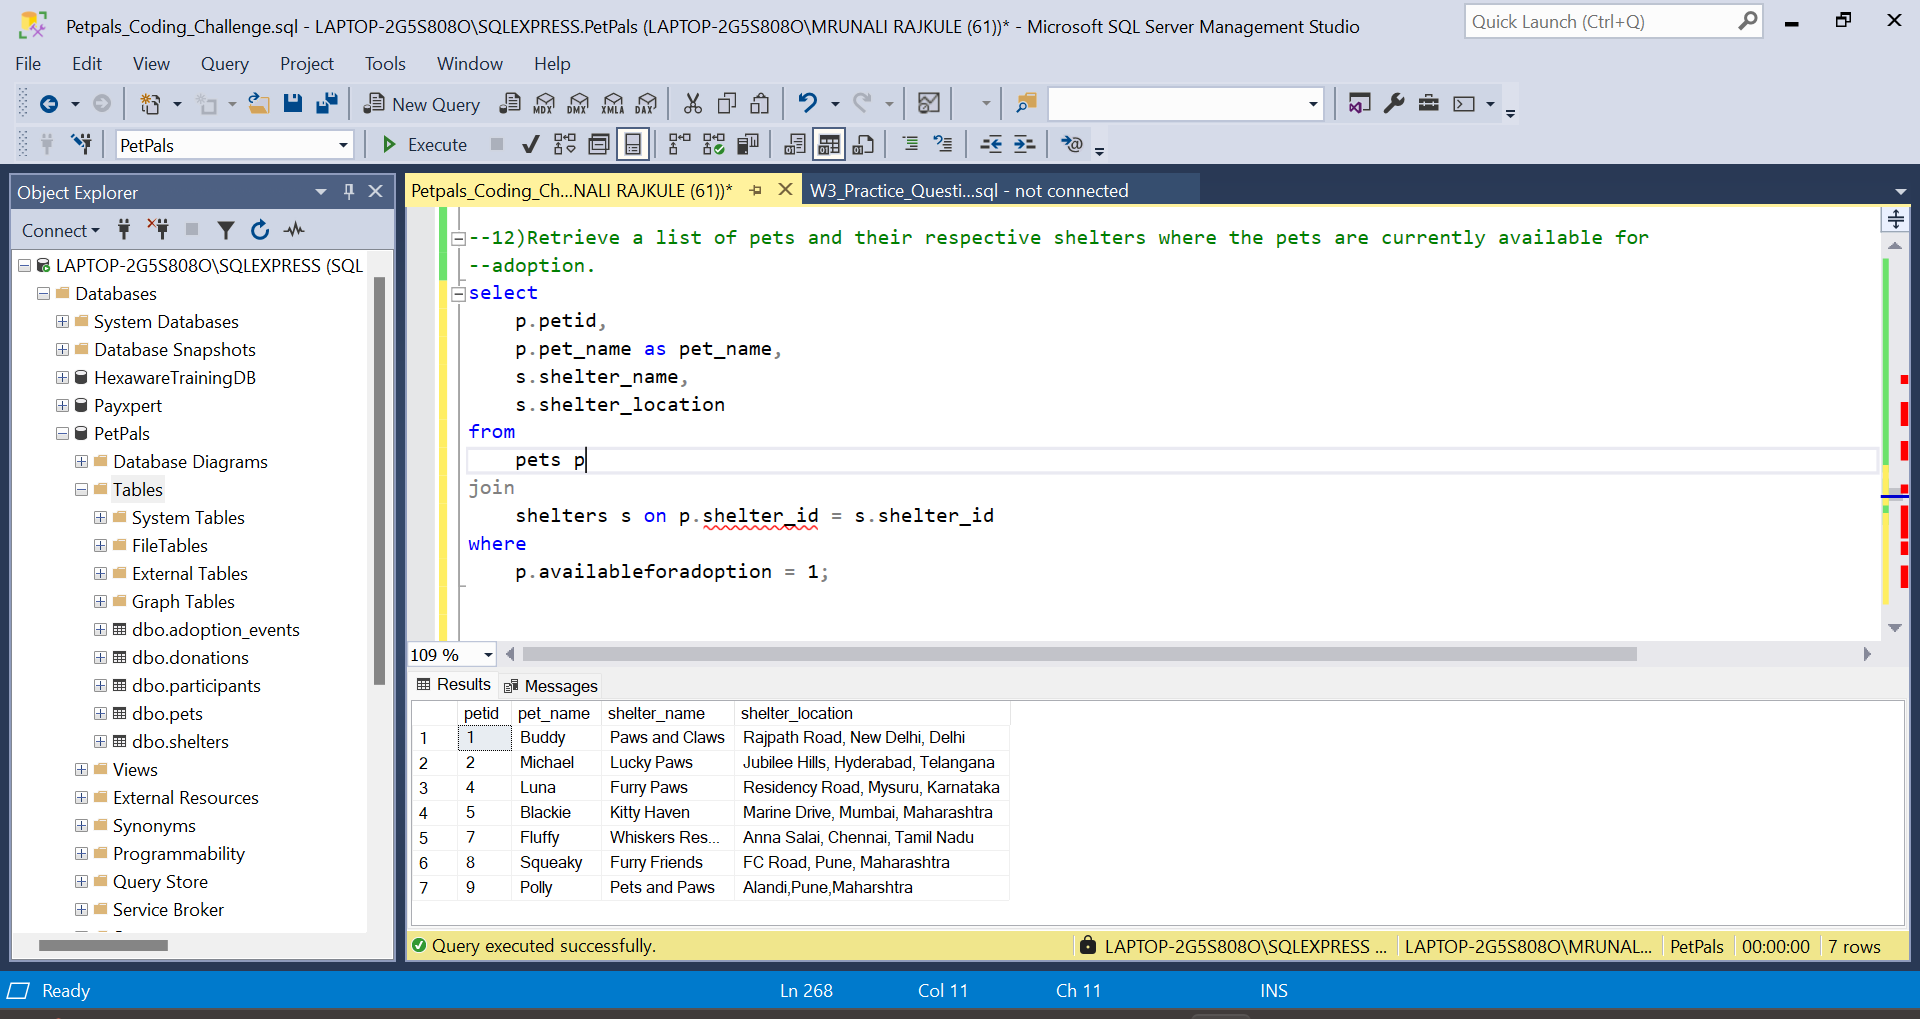 Petpals_Coding_Challenge.sql - LAPTOP-2G5S808O\SQLEXPRESS.PetPals (LAPTOP-2G5S808O\MRUNALI RAJKULE (61))* - Microsoft SQL Server Management Studio
Quick Launch (Ctrl+Q)
File Edit View Query Project Tools Window Help
New Query MDX DMX XMLA DAX
PetPals Execute
Object Explorer
Connect
LAPTOP-2G5S808O\SQLEXPRESS (SQL
Databases
System Databases
Database Snapshots
HexawareTrainingDB
Payxpert
PetPals
Database Diagrams
Tables
System Tables
FileTables
External Tables
Graph Tables
dbo.adoption_events
dbo.donations
dbo.participants
dbo.pets
dbo.shelters
Views
External Resources
Synonyms
Programmability
Query Store
Service Broker
Petpals_Coding_Ch...NALI RAJKULE (61))* W3_Practice_Questi...sql - not connected
--12)Retrieve a list of pets and their respective shelters where the pets are currently available for
--adoption.
select
p.petid,
p.pet_name as pet_name,
s.shelter_name,
s.shelter_location
from
pets p
join
shelters s on p.shelter_id = s.shelter_id
where
p.availableforadoption = 1;
109 %
Results Messages
petid pet_name shelter_name shelter_location
1 1 Buddy Paws and Claws Rajpath Road, New Delhi, Delhi
2 2 Michael Lucky Paws Jubilee Hills, Hyderabad, Telangana
3 4 Luna Furry Paws Residency Road, Mysuru, Karnataka
4 5 Blackie Kitty Haven Marine Drive, Mumbai, Maharashtra
5 7 Fluffy Whiskers Res... Anna Salai, Chennai, Tamil Nadu
6 8 Squeaky Furry Friends FC Road, Pune, Maharashtra
7 9 Polly Pets and Paws Alandi,Pune,Maharshtra
Query executed successfully. LAPTOP-2G5S808O\SQLEXPRESS ... LAPTOP-2G5S808O\MRUNAL... PetPals 00:00:00 7 rows
Ready Ln 268 Col 11 Ch 11 INS